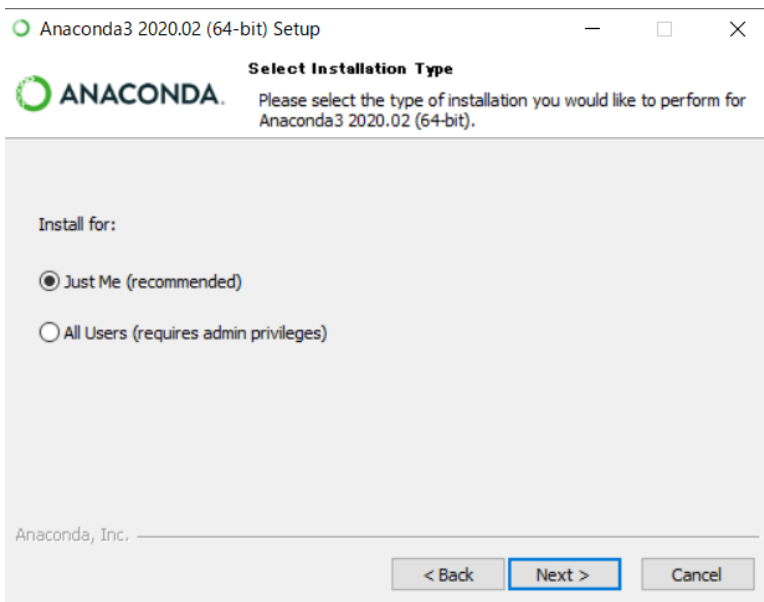 Anaconda3 2020.02 (64-bit) Setup
ANACONDA.
Select Installation Type
Please select the type of installation you would like to perform for
Anaconda3 2020.02 (64-bit).
Install for:
Just Me (recommended)
All Users (requires admin privileges)
Anaconda, Inc.
< Back Next > Cancel